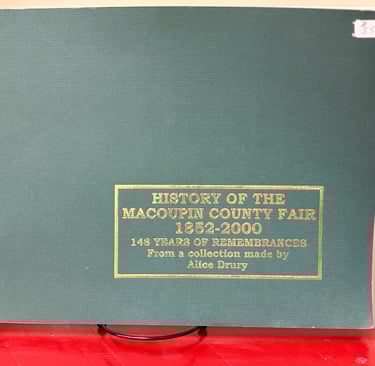 HISTORY OF THE
MACOUPIN COUNTY FAIR
1852-2000
148 YEARS OF REMEMBRANCES
From a collection made by
Alice Drury